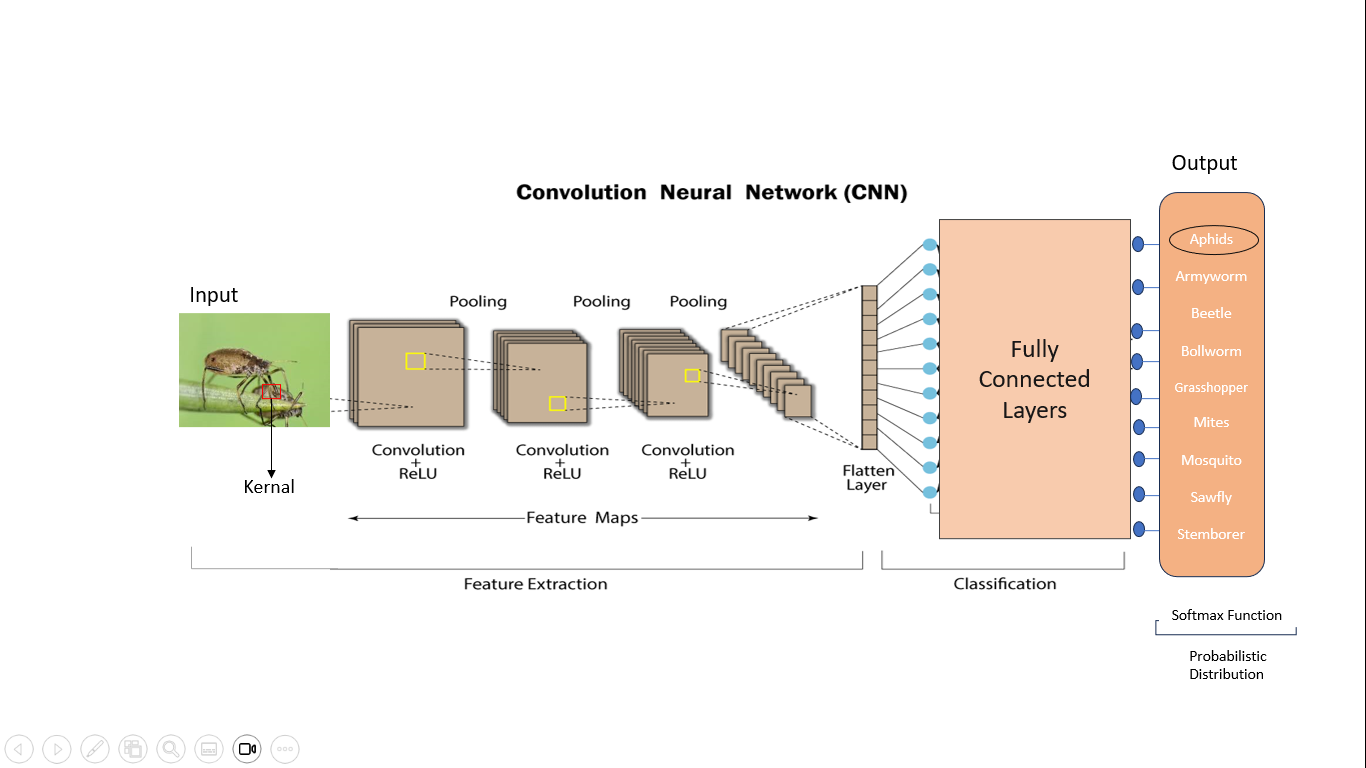 Output
Convolution Neural Network (CNN)
Aphids
Armyworm
Beetle
Bollworm
Grasshopper
Mites
Mosquito
Sawfly
Stemborer
Input
Pooling
Pooling
Pooling
Fully
Connected
Layers
Convolution
+
ReLU
Convolution
+
ReLU
Convolution
+
ReLU
Flatten
Layer
Kernal
Feature Maps
Feature Extraction
Classification
Softmax Function
Probabilistic
Distribution